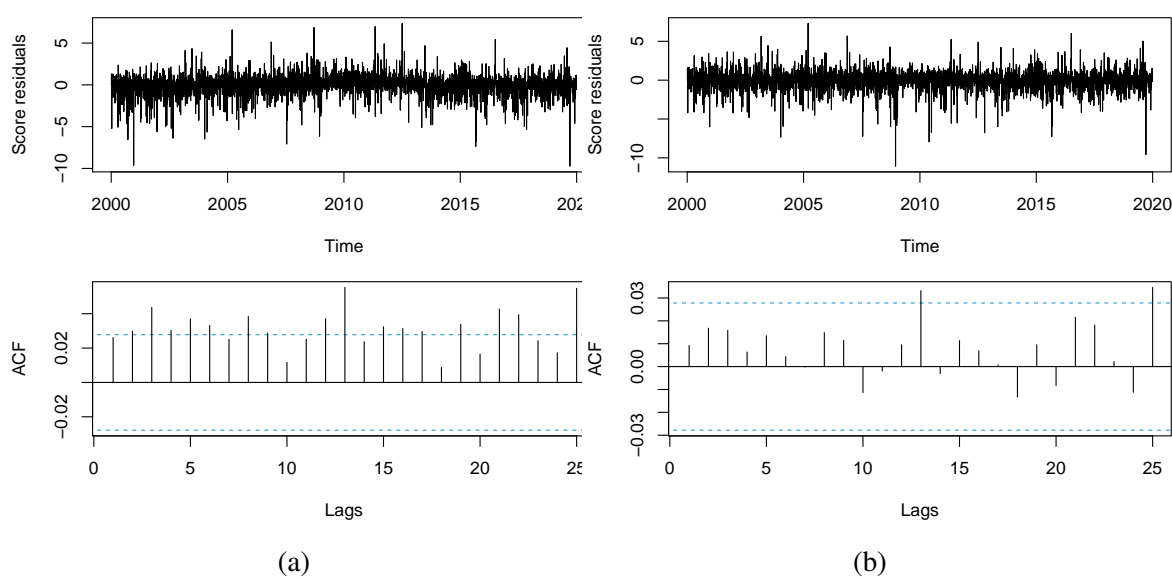 Score residuals
5
0
−5
−10
2000 2005 2010 2015 202
Time
ACF
0.02
−0.02
0 5 10 15 20 25
Lags
(a)
Score residuals
5
0
−10
2000 2005 2010 2015 2020
Time
ACF
0.03
0.00
−0.03
0 5 10 15 20 25
Lags
(b)